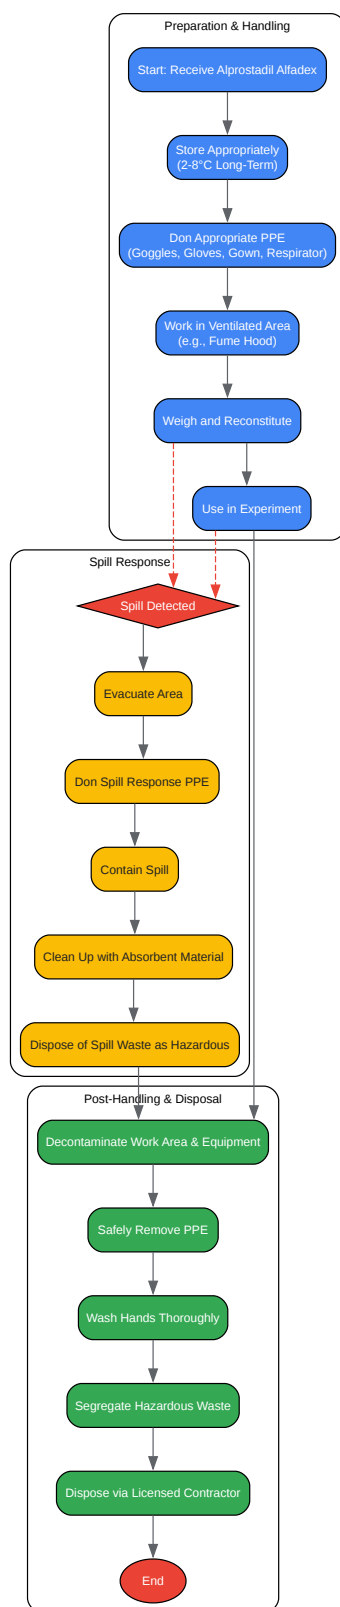 Preparation & Handling
Start: Receive Alprostadil Alfadex
Store Appropriately
(2-8°C Long-Term)
Don Appropriate PPE
(Goggles, Gloves, Gown, Respirator)
Work in Ventilated Area
(e.g., Fume Hood)
Weigh and Reconstitute
Use in Experiment
Spill Response
Spill Detected
Evacuate Area
Don Spill Response PPE
Contain Spill
Clean Up with Absorbent Material
Dispose of Spill Waste as Hazardous
Post-Handling & Disposal
Decontaminate Work Area & Equipment
Safely Remove PPE
Wash Hands Thoroughly
Segregate Hazardous Waste
Dispose via Licensed Contractor
End